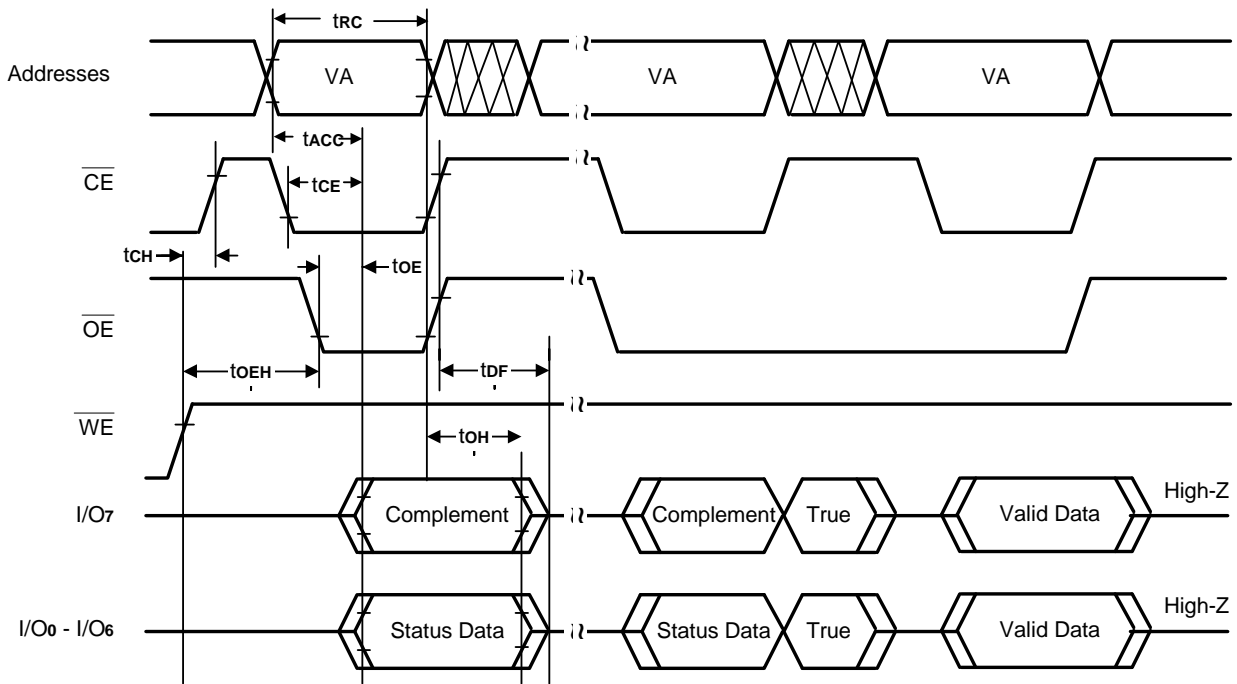 tRC
Addresses VA VA VA
tACC
CE tCE
tCH tOE
OE
tOEH tDF
WE
tOH
I/O7 Complement Complement True Valid Data High-Z
I/O0 - I/O6 Status Data Status Data True Valid Data High-Z